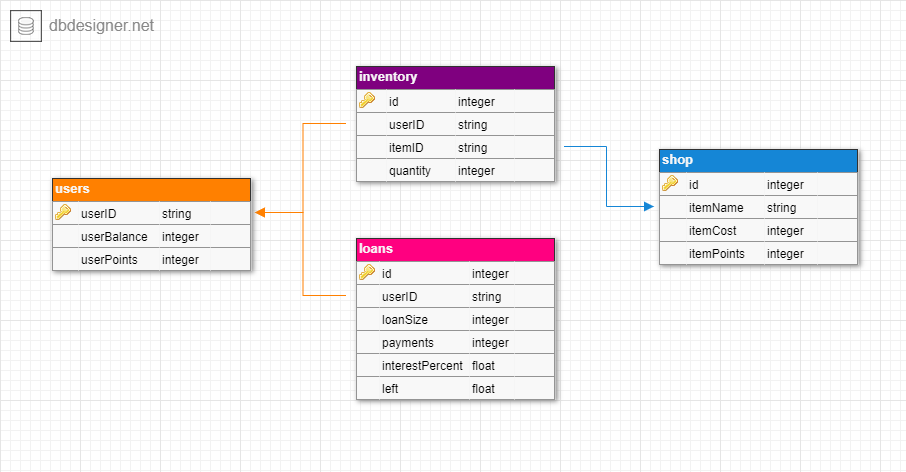 dbdesigner.net
inventory
id integer
userID string
itemID string
quantity integer
shop
id integer
itemName string
itemCost integer
itemPoints integer
users
userID string
userBalance integer
userPoints integer
loans
id integer
userID string
loanSize integer
payments integer
interestPercent float
left float